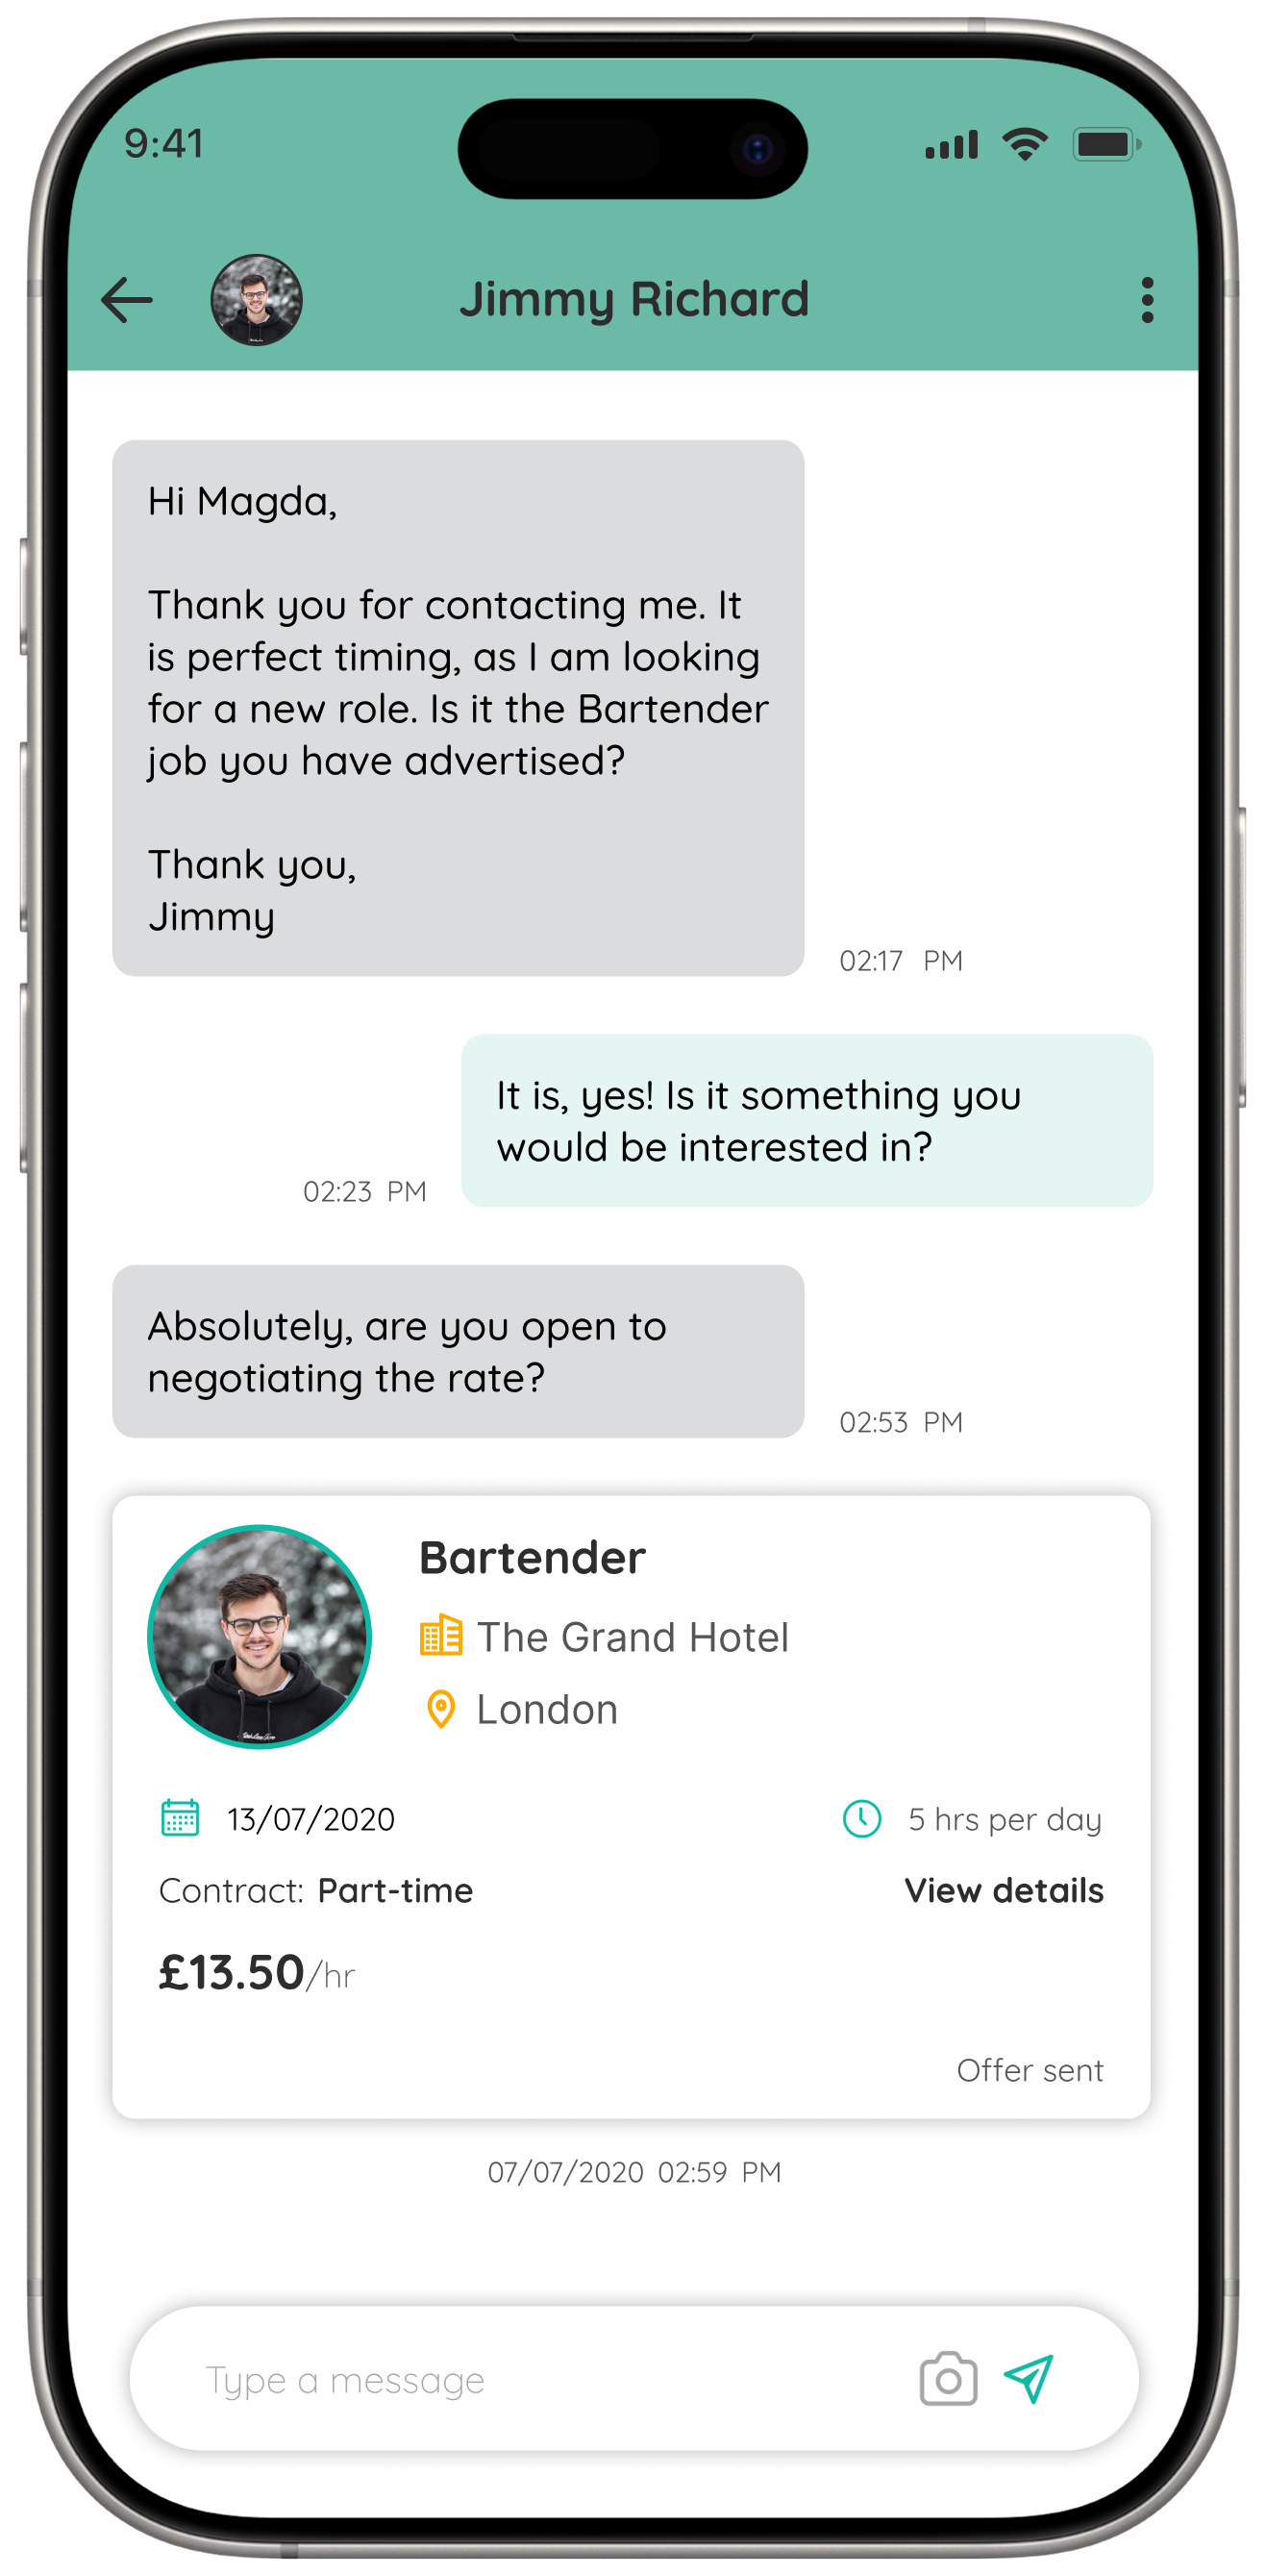 9:41
Jimmy Richard
Hi Magda,
Thank you for contacting me. It
is perfect timing, as I am looking
for a new role. Is it the Bartender
job you have advertised?
Thank you,
Jimmy
02:17 PM
It is, yes! Is it something you
would be interested in?
02:23 PM
Absolutely, are you open to
negotiating the rate?
02:53 PM
Bartender
The Grand Hotel
London
13/07/2020
5 hrs per day
Contract: Part-time
View details
£13.50/hr
Offer sent
07/07/2020 02:59 PM
Type a message